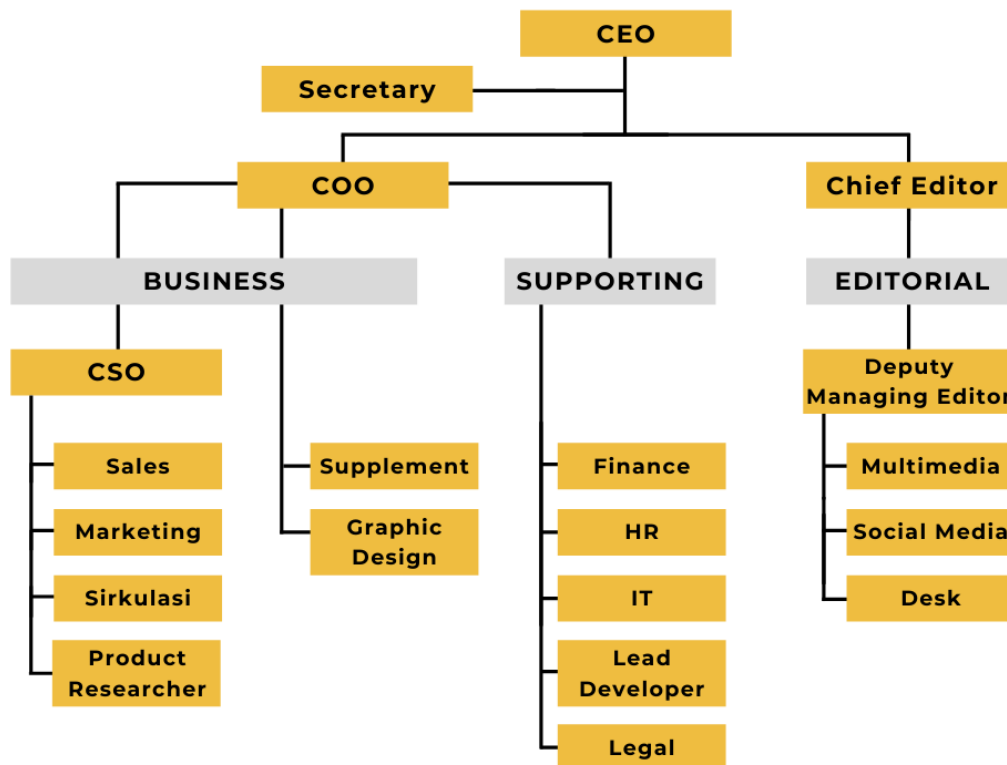 CEO
Secretary
COO
Chief Editor
BUSINESS
SUPPORTING
EDITORIAL
CSO
Deputy
Managing Editor
Sales
Marketing
Sirkulasi
Product
Researcher
Supplement
Graphic
Design
Finance
HR
IT
Lead
Developer
Legal
Multimedia
Social Media
Desk